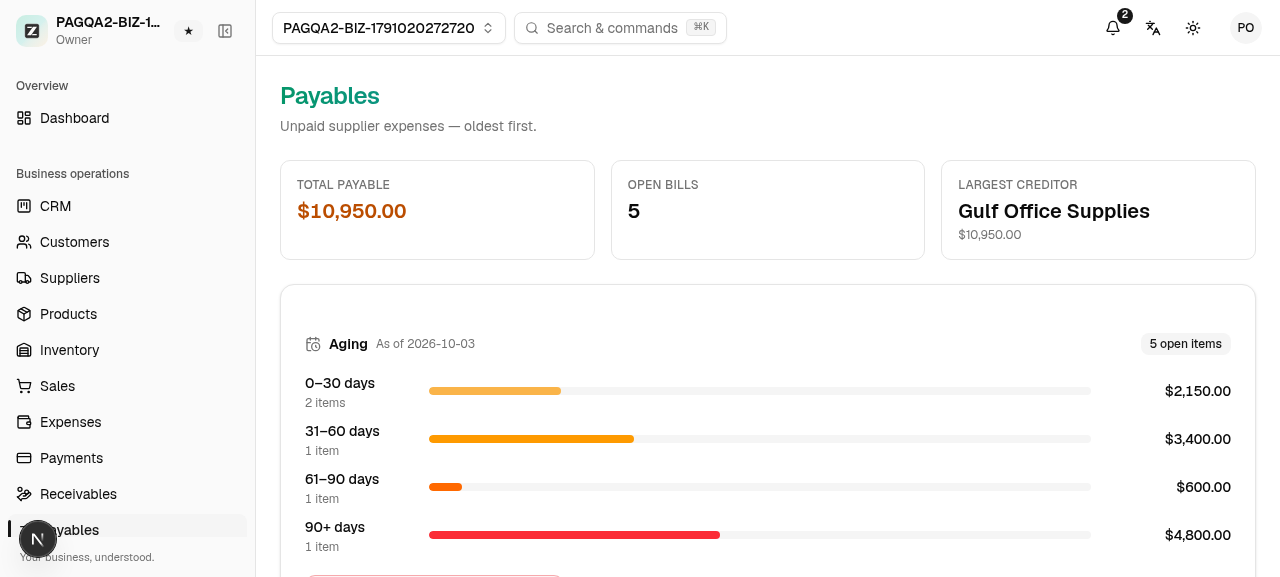 PAGQA2-BIZ-1...
Owner
PAGQA2-BIZ-1791020272720
Search & commands
⌘K
2
PO
Overview
Dashboard
Business operations
CRM
Customers
Suppliers
Products
Inventory
Sales
Expenses
Payments
Receivables
Your business, understood.
Payables
Unpaid supplier expenses — oldest first.
TOTAL PAYABLE
$10,950.00
OPEN BILLS
5
LARGEST CREDITOR
Gulf Office Supplies
$10,950.00
Aging As of 2026-10-03
5 open items
0–30 days
2 items
$2,150.00
31–60 days
1 item
$3,400.00
61–90 days
1 item
$600.00
90+ days
1 item
$4,800.00